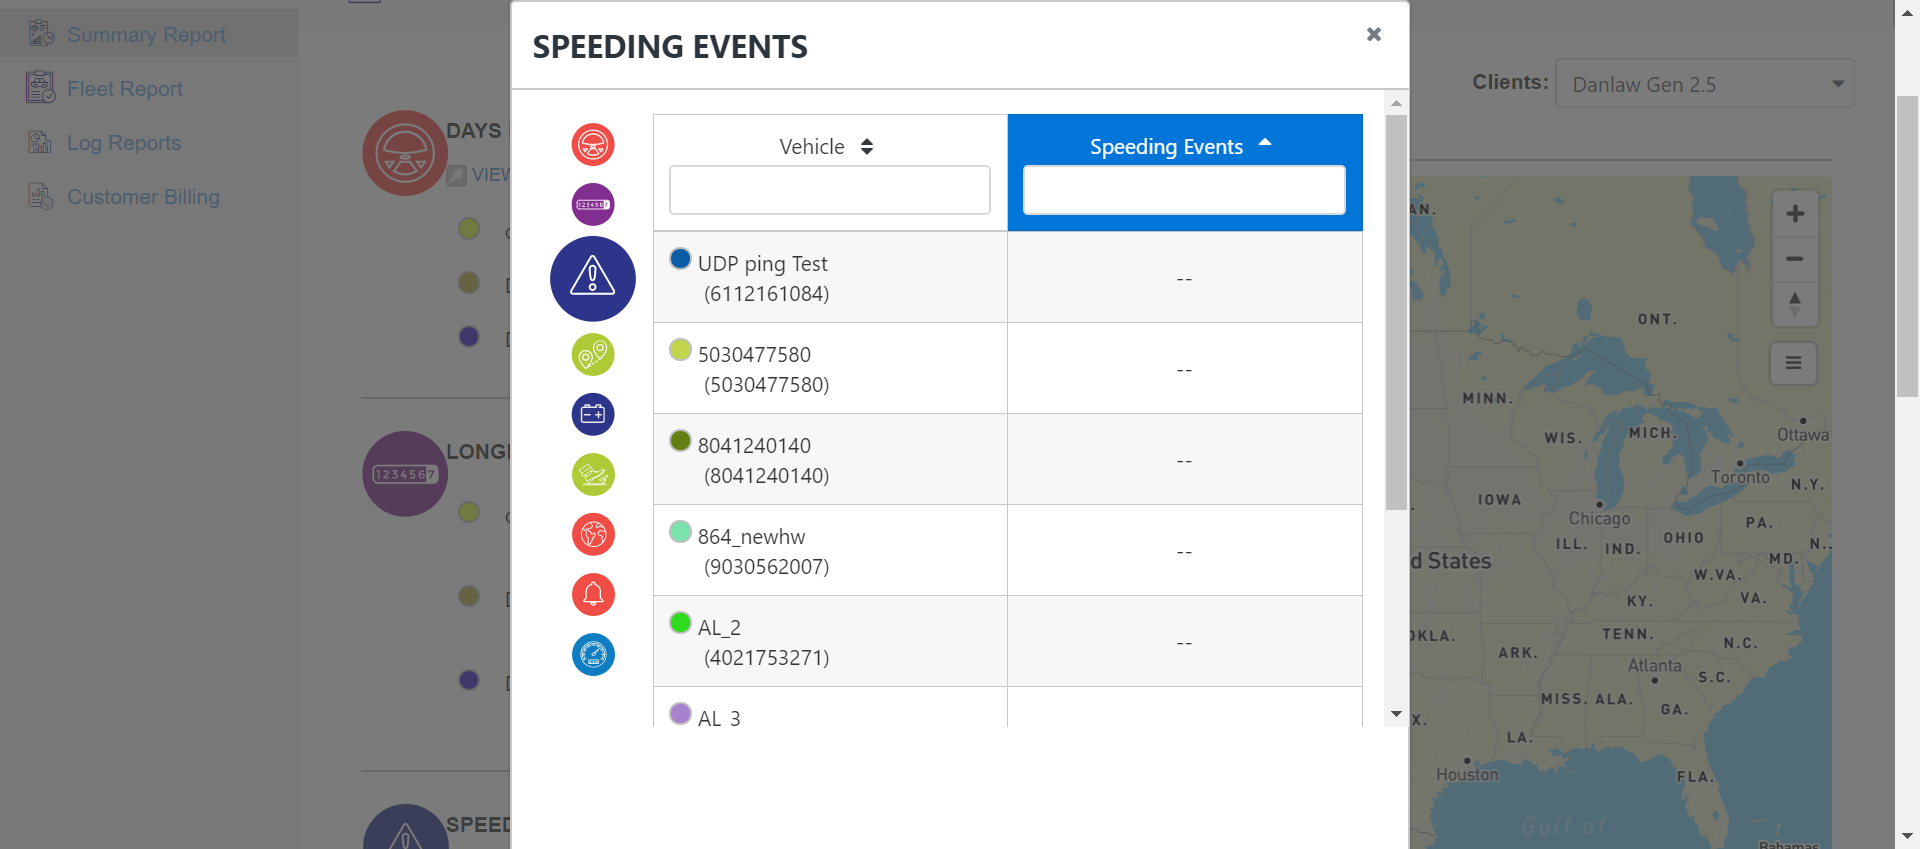 Summary Report
Fleet Report
Log Reports
Customer Billing
DAYS
VIEW
LONG
1234567
SPEED
SPEEDING EVENTS
1234567
Vehicle
Speeding Events
UDP ping Test
(6112161084)
--
5030477580
(5030477580)
--
8041240140
(8041240140)
--
864_newhw
(9030562007)
--
AL_2
(4021753271)
--
AL_3
Clients:
Danlaw Gen 2.5
AN.
ONT.
MINN.
WIS.
MICH.
Ottawa
Toronto
N.Y.
IOWA
Chicago
PA.
ILL.
IND.
OHIO
MD.
N..
d States
W.VA.
KY.
VA.
OKLA.
TENN.
ARK.
N.C.
Atlanta
S.C.
MISS.
ALA.
GA.
X.
LA.
Houston
FLA.
Gulf of
Bahamas